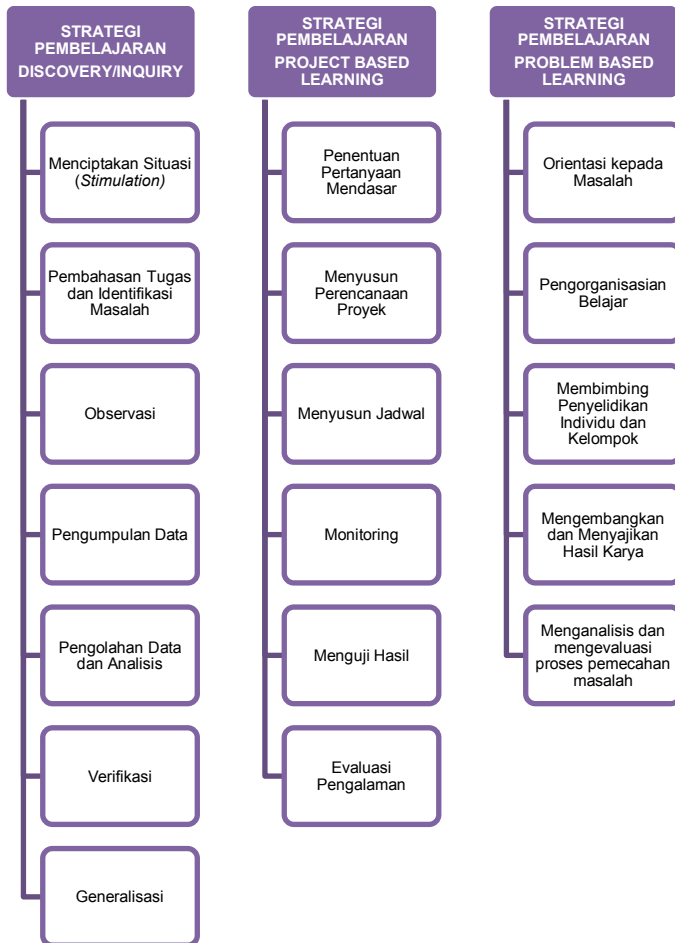 STRATEGI
PEMBELAJARAN
DISCOVERY/INQUIRY
Menciptakan Situasi
(Stimulation)
Pembahasan Tugas
dan Identifikasi
Masalah
Observasi
Pengumpulan Data
Pengolahan Data
dan Analisis
Verifikasi
Generalisasi
STRATEGI
PEMBELAJARAN
PROJECT BASED
LEARNING
Penentuan
Pertanyaan
Mendasar
Menyusun
Perencanaan
Proyek
Menyusun Jadwal
Monitoring
Menguji Hasil
Evaluasi
Pengalaman
STRATEGI
PEMBELAJARAN
PROBLEM BASED
LEARNING
Orientasi kepada
Masalah
Pengorganisasian
Belajar
Membimbing
Penyelidikan
Individu dan
Kelompok
Mengembangkan
dan Menyajikan
Hasil Karya
Menganalisis dan
mengevaluasi
proses pemecahan
masalah